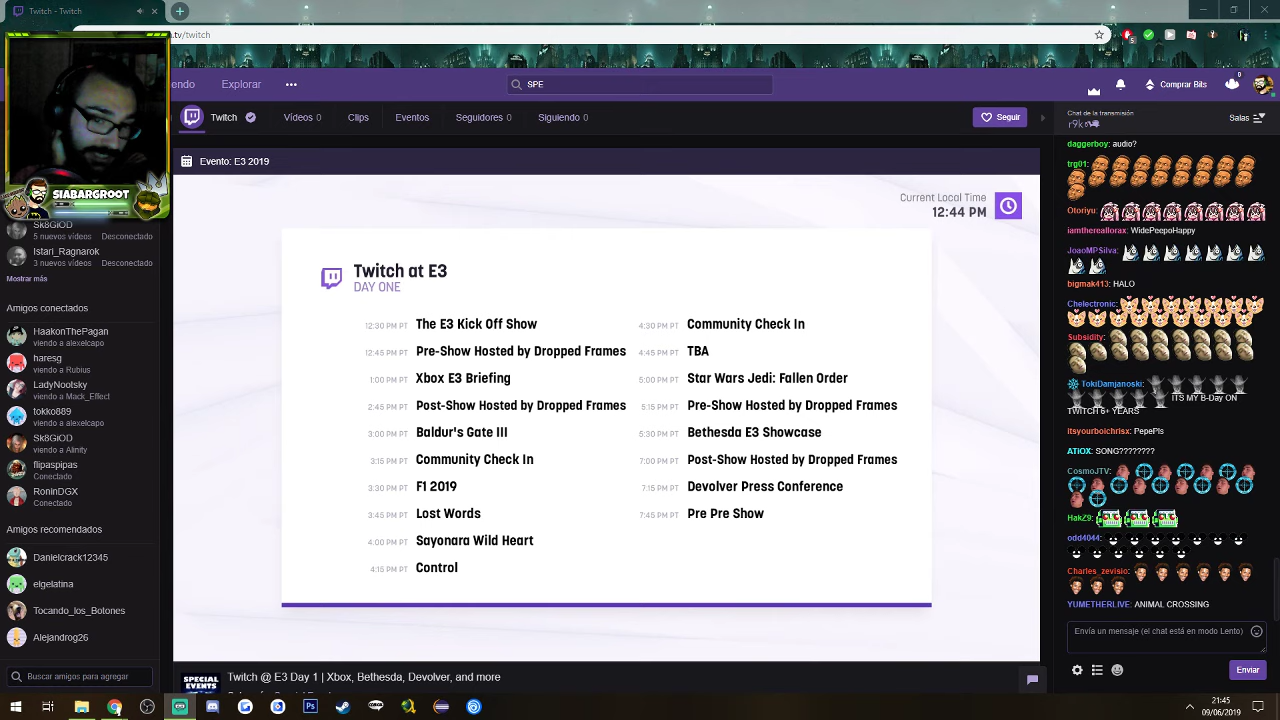 Twitch
.tv/twitch
endo
Explorar
•••
SPE
0
Comprar Bits
Twitch
Vídeos 0
Clips
Eventos
Seguidores 0
Siguiendo 0
Seguir
Evento: E3 2019
SIABARGROOT
Sk8GiOD
5 nuevos vídeos Desconectado
Istari_Ragnarok
3 nuevos vídeos Desconectado
Mostrar más
Amigos conectados
HaakonThePagan
viendo a alexelcapo
haresg
viendo a Rubius
LadyNootsky
viendo a Mack_Effect
tokko889
viendo a alexelcapo
Sk8GiOD
viendo a Alinity
flipaspipas
Conectado
RoninDGX
Conectado
Amigos recomendados
Danielcrack12345
elgelatina
Tocando_los_Botones
Alejandrog26
Buscar amigos para agregar
Current Local Time
12:44 PM
Twitch at E3
DAY ONE
12:30 PM PT The E3 Kick Off Show
12:45 PM PT Pre-Show Hosted by Dropped Frames
1:00 PM PT Xbox E3 Briefing
2:45 PM PT Post-Show Hosted by Dropped Frames
3:00 PM PT Baldur's Gate III
3:15 PM PT Community Check In
3:30 PM PT F1 2019
3:45 PM PT Lost Words
4:00 PM PT Sayonara Wild Heart
4:15 PM PT Control
4:30 PM PT Community Check In
4:45 PM PT TBA
5:00 PM PT Star Wars Jedi: Fallen Order
5:15 PM PT Pre-Show Hosted by Dropped Frames
5:30 PM PT Bethesda E3 Showcase
7:00 PM PT Post-Show Hosted by Dropped Frames
7:15 PM PT Devolver Press Conference
7:45 PM PT Pre Pre Show
SPECIAL
EVENTS
Twitch @ E3 Day 1 | Xbox, Bethesda, Devolver, and more
Chat de la transmisión
r9k
Salas
daggerboy: audio?
trg01:
Otoriyu:
iamthereallorax: WidePeepoHappy
JoaoMPSilva:
bigmak413: HALO
Chelectronic:
Subsidity:
TokiDamjanoski: ITS MY B-Day ON
TWITCH 6+ YEARS
itsyourboichrisx: PepePls
ATiOX: SONG????????
CosmoJTV:
HakZ9:
odd4044:
Charles_zevisio:
YUMETHERLIVE: ANIMAL CROSSING
Envía un mensaje (el chat está en modo Lento)
Enviar
21:45
09/06/2019